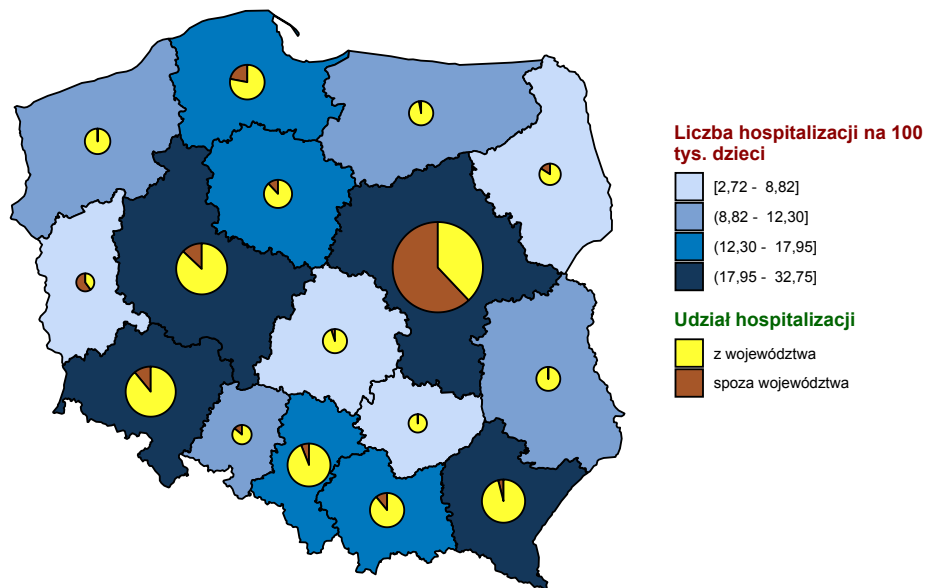 Liczba hospitalizacji na 100
tys. dzieci
[2,72 - 8,82]
(8,82 - 12,30]
(12,30 - 17,95]
(17,95 - 32,75]
Udział hospitalizacji
z województwa
spoza województwa